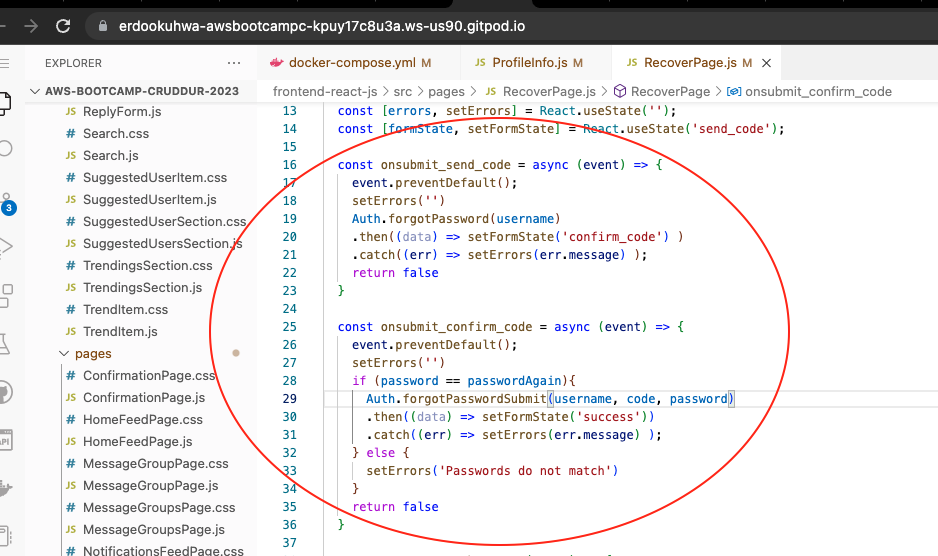 erdookuhwa-awsbootcampc-kpuy17c8u3a.ws-us90.gitpod.io
EXPLORER ...
docker-compose.yml M
JS ProfileInfo.js M
JS RecoverPage.js M
AWS-BOOTCAMP-CRUDDUR-2023
frontend-react-js > src > pages > JS RecoverPage.js > RecoverPage > onsubmit_confirm_code
JS ReplyForm.js
# Search.css
JS Search.js
# SuggestedUserItem.css
JS SuggestedUserItem.js
# SuggestedUserSection.css
JS SuggestedUsersSection.js
# TrendingsSection.css
JS TrendingsSection.js
# TrendItem.css
JS TrendItem.js
pages
# ConfirmationPage.css
JS ConfirmationPage.js
# HomeFeedPage.css
JS HomeFeedPage.js
# MessageGroupPage.css
JS MessageGroupPage.js
# MessageGroupsPage.css
JS MessageGroupsPage.js
# NotificationsFeedPage.css
3
API
13 const [errors, setErrors] = React.useState('');
14 const [formState, setFormState] = React.useState('send_code');
15
16 const onsubmit_send_code = async (event) => {
17 event.preventDefault();
18 setErrors('')
19 Auth.forgotPassword(username)
20 .then((data) => setFormState('confirm_code') )
21 .catch((err) => setErrors(err.message) );
22 return false
23 }
24
25 const onsubmit_confirm_code = async (event) => {
26 event.preventDefault();
27 setErrors('')
28 if (password == passwordAgain){
29 Auth.forgotPasswordSubmit(username, code, password)
30 .then((data) => setFormState('success'))
31 .catch((err) => setErrors(err.message) );
32 } else {
33 setErrors('Passwords do not match')
34 }
35 return false
36 }
37